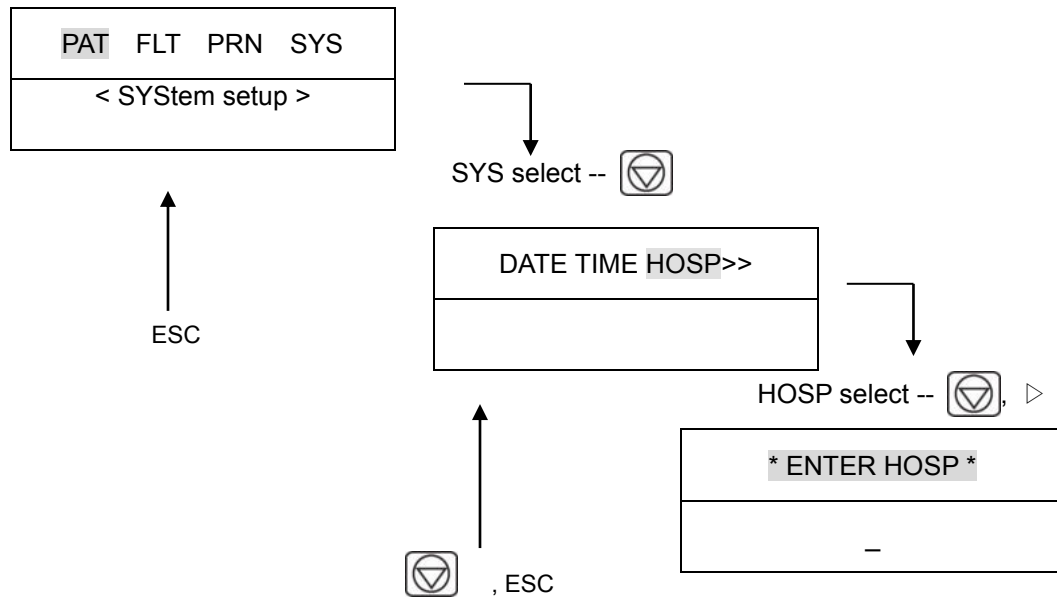 PAT FLT PRN SYS
< SYStem setup >
SYS select --
DATE TIME HOSP>>
ESC
HOSP select -- , ▷
* ENTER HOSP *
_
, ESC